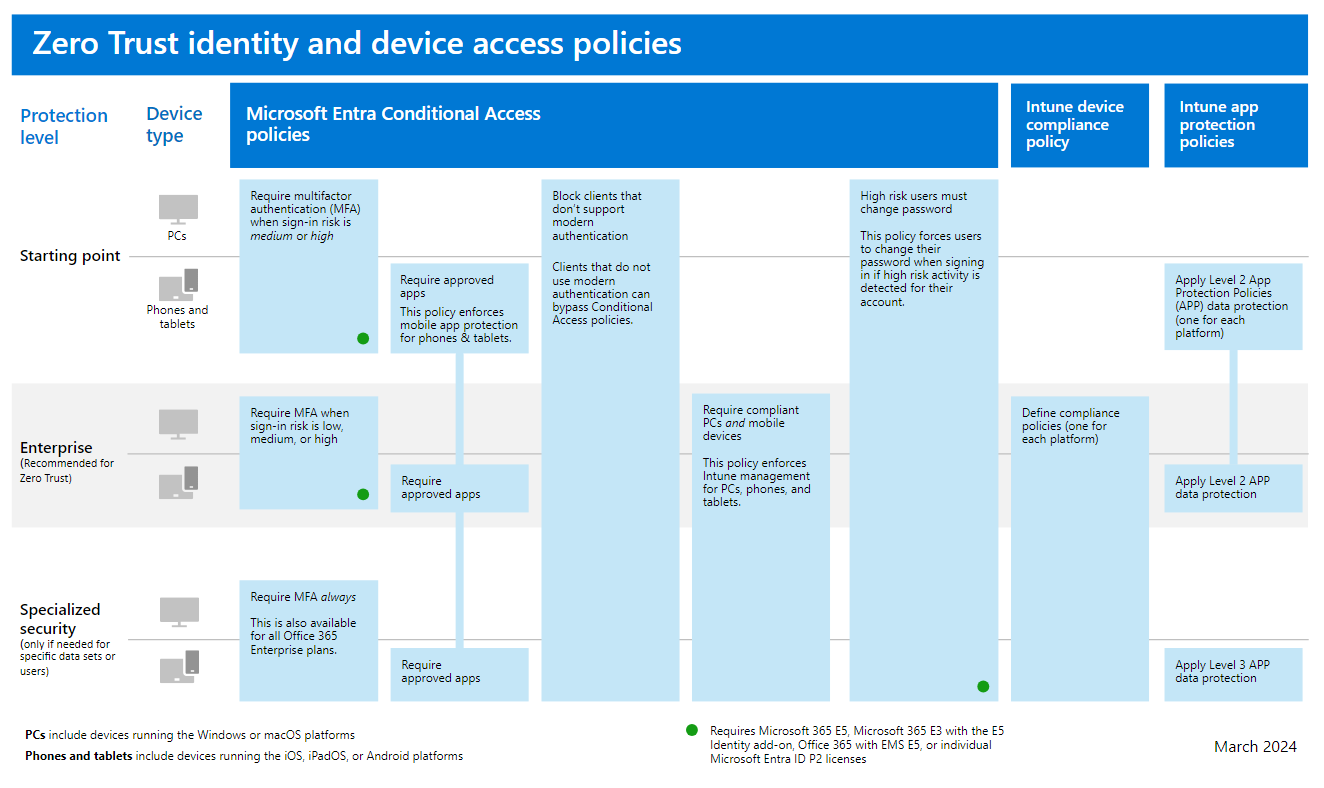 Zero Trust identity and device access policies
Protection
level
Device
type
Microsoft Entra Conditional Access
policies
Intune device
compliance
policy
Intune app
protection
policies
Starting point
PCs
Phones and
tablets
Require multifactor
authentication (MFA)
when sign-in risk is
medium or high
Require approved
apps
This policy enforces
mobile app protection
for phones & tablets.
Block clients that
don't support
modern
authentication
Clients that do not
use modern
authentication can
bypass Conditional
Access policies.
High risk users must
change password
This policy forces users
to change their
password when signing
in if high risk activity is
detected for their
account.
Apply Level 2 App
Protection Policies
(APP) data protection
(one for each
platform)
Enterprise
(Recommended for
Zero Trust)
Require MFA when
sign-in risk is low,
medium, or high
Require
approved apps
Require compliant
PCs and mobile
devices
This policy enforces
Intune management
for PCs, phones, and
tablets.
Define compliance
policies (one for
each platform)
Apply Level 2 APP
data protection
Specialized
security
(only if needed for
specific data sets or
users)
Require MFA always
This is also available
for all Office 365
Enterprise plans.
Require
approved apps
Apply Level 3 APP
data protection
PCs include devices running the Windows or macOS platforms
Phones and tablets include devices running the iOS, iPadOS, or Android platforms
Requires Microsoft 365 E5, Microsoft 365 E3 with the E5
Identity add-on, Office 365 with EMS E5, or individual
Microsoft Entra ID P2 licenses
March 2024